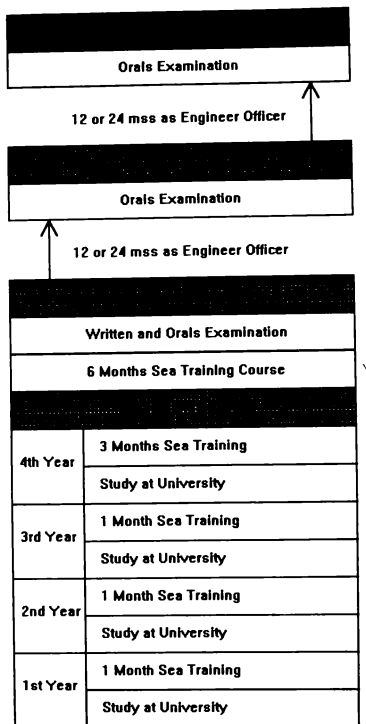 Orals Examination
12 or 24 mss as Engineer Officer
Orals Examination
12 or 24 mss as Engineer Officer
Written and Orals Examination
6 Months Sea Training Course
4th Year
3 Months Sea Training
Study at University
3rd Year
1 Month Sea Training
Study at University
2nd Year
1 Month Sea Training
Study at University
1st Year
1 Month Sea Training
Study at University